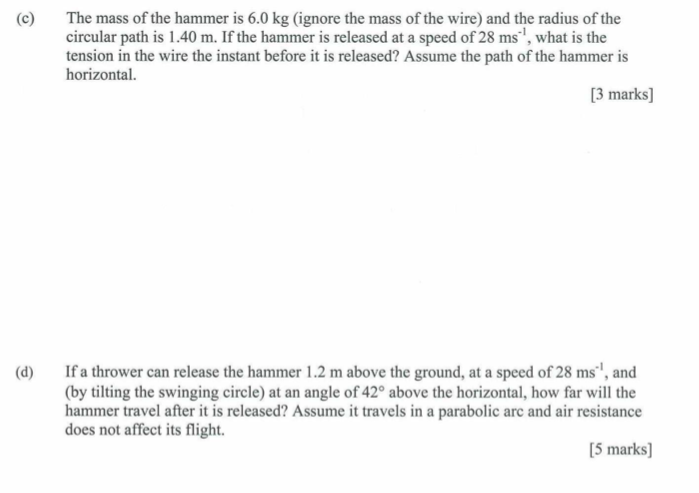 (c) The mass of the hammer is 6.0 kg (ignore the mass of the wire) and the radius of the
circular path is 1.40 m. If the hammer is released at a speed of 28 ms⁻¹, what is the
tension in the wire the instant before it is released? Assume the path of the hammer is
horizontal.
[3 marks]
(d) If a thrower can release the hammer 1.2 m above the ground, at a speed of 28 ms⁻¹, and
(by tilting the swinging circle) at an angle of 42° above the horizontal, how far will the
hammer travel after it is released? Assume it travels in a parabolic arc and air resistance
does not affect its flight.
[5 marks]